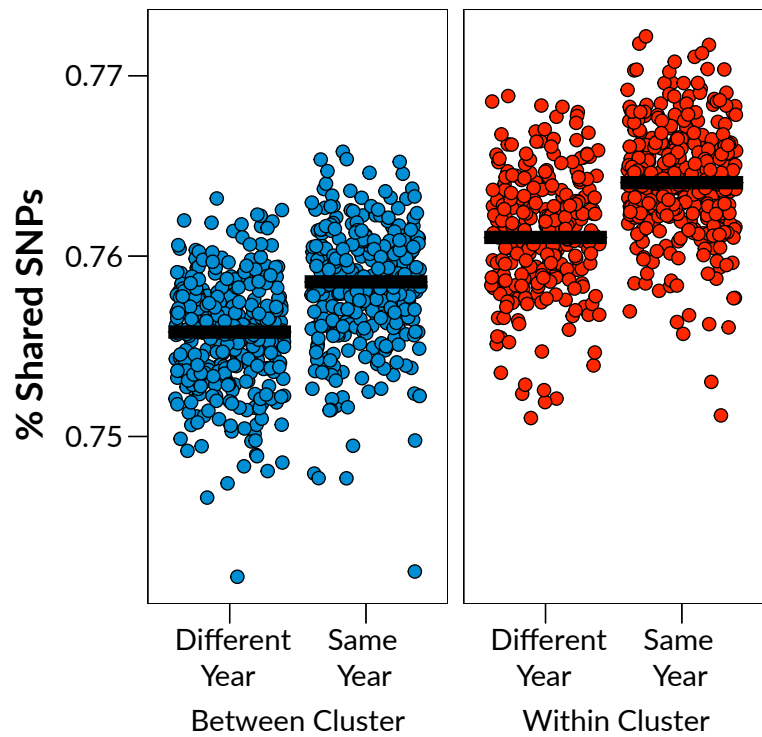 % Shared SNPs
0.77
0.76
0.75
Different
Year
Same
Year
Different
Year
Same
Year
Between Cluster
Within Cluster